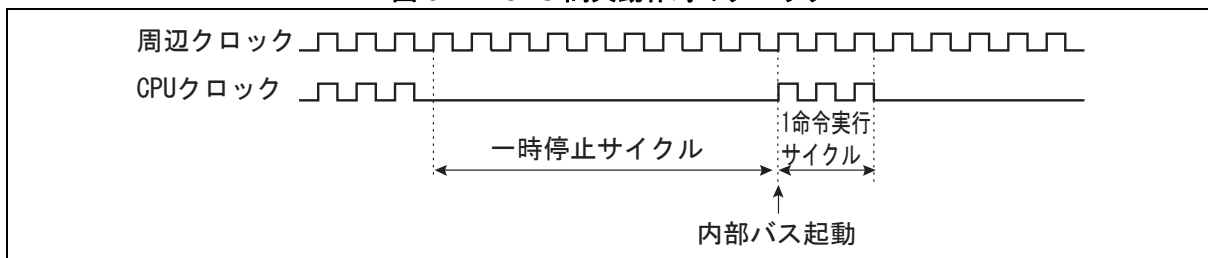 周辺クロック
CPUクロック
1命令実行
一時停止サイクル
サイクル
内部バス起動